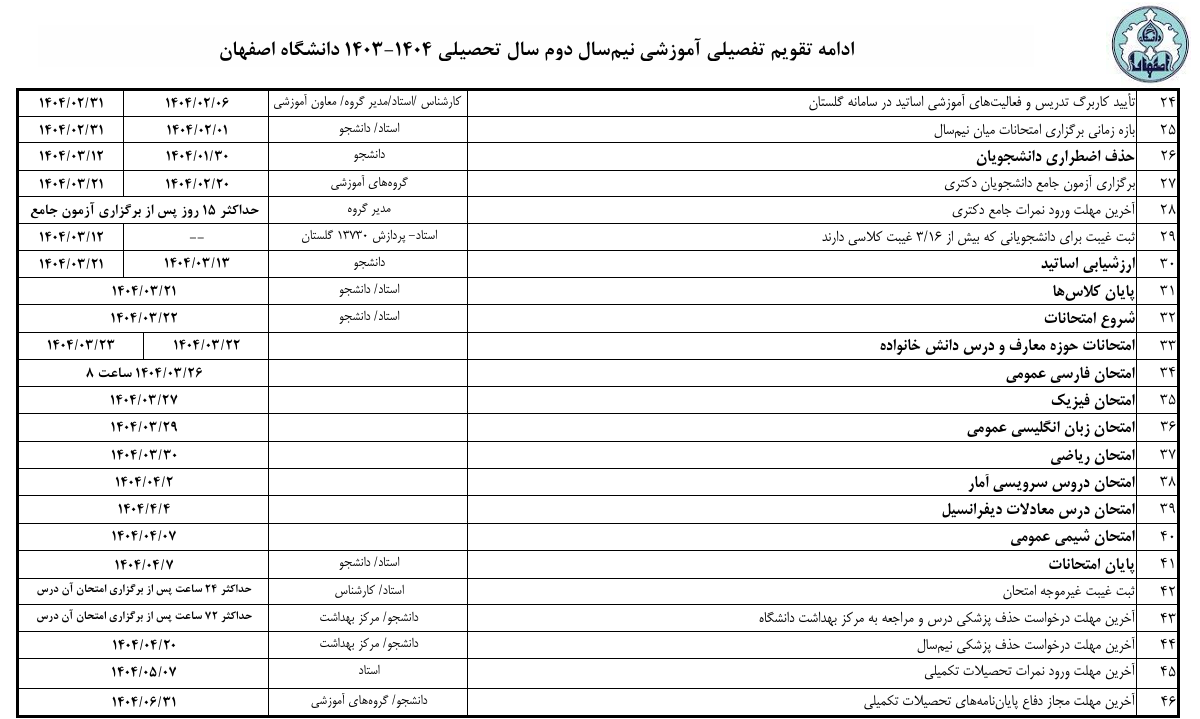 ادامه تقویم تفصیلی آموزشی نیم‌سال دوم سال تحصیلی ۱۴۰۴-۱۴۰۳ دانشگاه اصفهان
دانشگاه اصفهان
۲۴ تأیید کاربرگ تدریس و فعالیت‌های آموزشی اساتید در سامانه گلستان کارشناس /استاد/مدیر گروه/ معاون آموزشی ۱۴۰۴/۰۲/۰۶ ۱۴۰۴/۰۲/۳۱
۲۵ بازه زمانی برگزاری امتحانات میان نیم‌سال استاد/ دانشجو ۱۴۰۴/۰۲/۰۱ ۱۴۰۴/۰۲/۳۱
۲۶ حذف اضطراری دانشجویان دانشجو ۱۴۰۴/۰۱/۳۰ ۱۴۰۴/۰۳/۱۲
۲۷ برگزاری آزمون جامع دانشجویان دکتری گروه‌های آموزشی ۱۴۰۴/۰۲/۲۰ ۱۴۰۴/۰۳/۲۱
۲۸ آخرین مهلت ورود نمرات جامع دکتری مدیر گروه حداکثر ۱۵ روز پس از برگزاری آزمون جامع
۲۹ ثبت غیبت برای دانشجویانی که بیش از ۳/۱۶ غیبت کلاسی دارند استاد- پردازش ۱۳۷۳۰ گلستان -- ۱۴۰۴/۰۳/۱۲
۳۰ ارزشیابی اساتید دانشجو ۱۴۰۴/۰۳/۱۳ ۱۴۰۴/۰۳/۲۱
۳۱ پایان کلاس‌ها استاد/ دانشجو ۱۴۰۴/۰۳/۲۱
۳۲ شروع امتحانات استاد/ دانشجو ۱۴۰۴/۰۳/۲۲
۳۳ امتحانات حوزه معارف و درس دانش خانواده ۱۴۰۴/۰۳/۲۲ ۱۴۰۴/۰۳/۲۳
۳۴ امتحان فارسی عمومی ۱۴۰۴/۰۳/۲۶ ساعت ۸
۳۵ امتحان فیزیک ۱۴۰۴/۰۳/۲۷
۳۶ امتحان زبان انگلیسی عمومی ۱۴۰۴/۰۳/۲۹
۳۷ امتحان ریاضی ۱۴۰۴/۰۳/۳۰
۳۸ امتحان دروس سرویسی آمار ۱۴۰۴/۰۴/۲
۳۹ امتحان درس معادلات دیفرانسیل ۱۴۰۴/۴/۴
۴۰ امتحان شیمی عمومی ۱۴۰۴/۰۴/۰۷
۴۱ پایان امتحانات استاد/ دانشجو ۱۴۰۴/۰۴/۷
۴۲ ثبت غیبت غیرموجه امتحان استاد/ کارشناس حداکثر ۲۴ ساعت پس از برگزاری امتحان آن درس
۴۳ آخرین مهلت درخواست حذف پزشکی درس و مراجعه به مرکز بهداشت دانشگاه دانشجو/ مرکز بهداشت حداکثر ۷۲ ساعت پس از برگزاری امتحان آن درس
۴۴ آخرین مهلت درخواست حذف پزشکی نیم‌سال دانشجو/ مرکز بهداشت ۱۴۰۴/۰۴/۲۰
۴۵ آخرین مهلت ورود نمرات تحصیلات تکمیلی استاد ۱۴۰۴/۰۵/۰۷
۴۶ آخرین مهلت مجاز دفاع پایان‌نامه‌های تحصیلات تکمیلی دانشجو/ گروه‌های آموزشی ۱۴۰۴/۰۶/۳۱